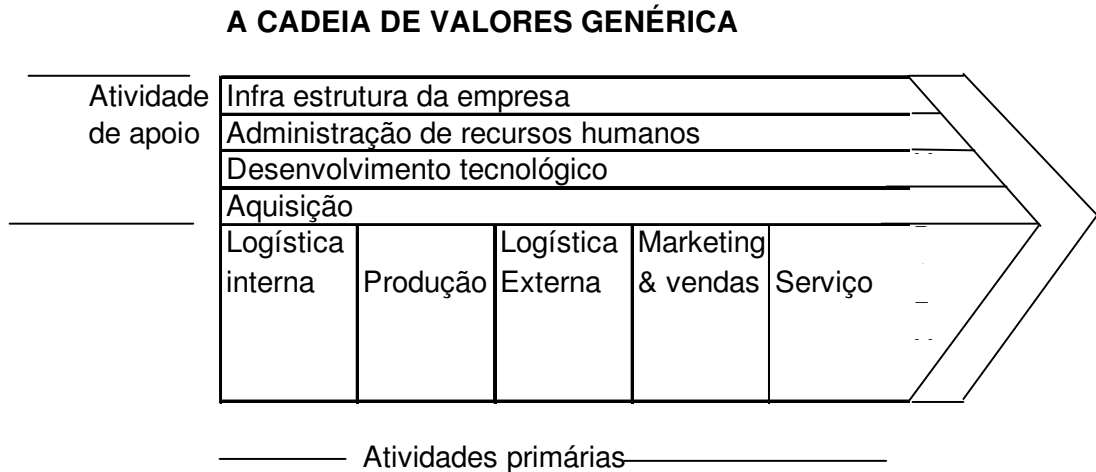 A CADEIA DE VALORES GENÉRICA
Atividade
de apoio
Infra estrutura da empresa
Administração de recursos humanos
Desenvolvimento tecnológico
Aquisição
Logística
interna
Produção
Logística
Externa
Marketing
& vendas
Serviço
Atividades primárias